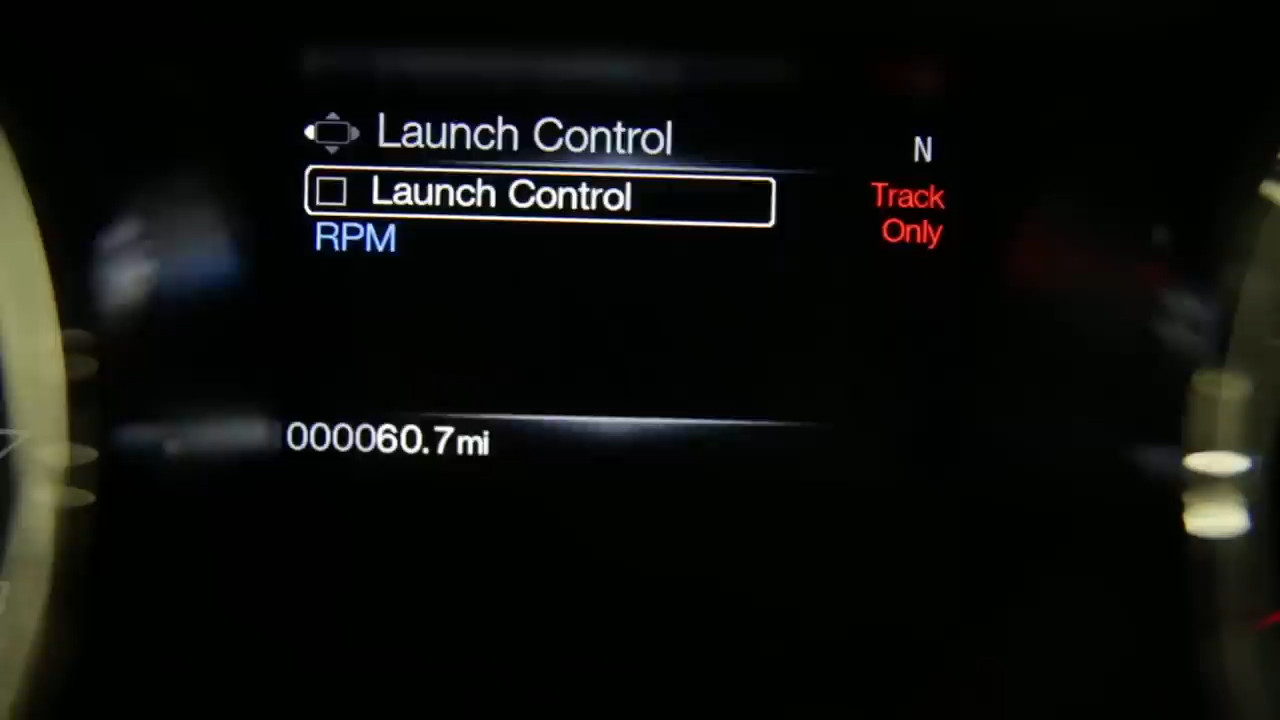 Launch Control
N
Launch Control
Track
Only
RPM
000060.7mi